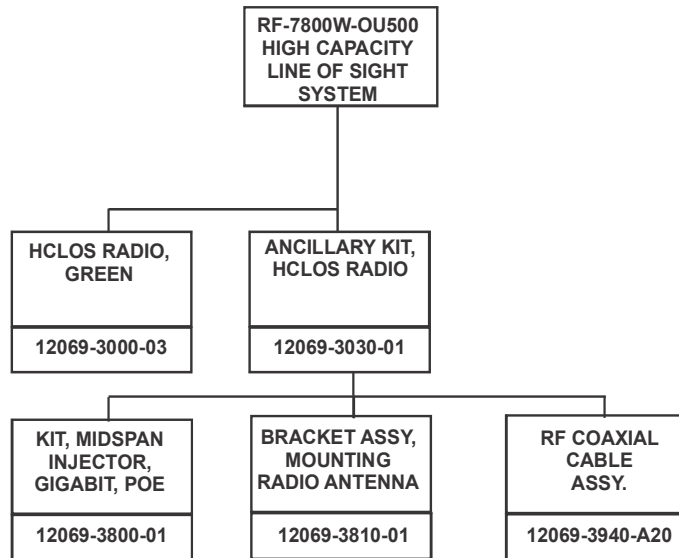 RF-7800W-OU500
HIGH CAPACITY
LINE OF SIGHT
SYSTEM
HCLOS RADIO,
GREEN
12069-3000-03
ANCILLARY KIT,
HCLOS RADIO
12069-3030-01
KIT, MIDSPAN
INJECTOR,
GIGABIT, POE
12069-3800-01
BRACKET ASSY,
MOUNTING
RADIO ANTENNA
12069-3810-01
RF COAXIAL
CABLE
ASSY.
12069-3940-A20